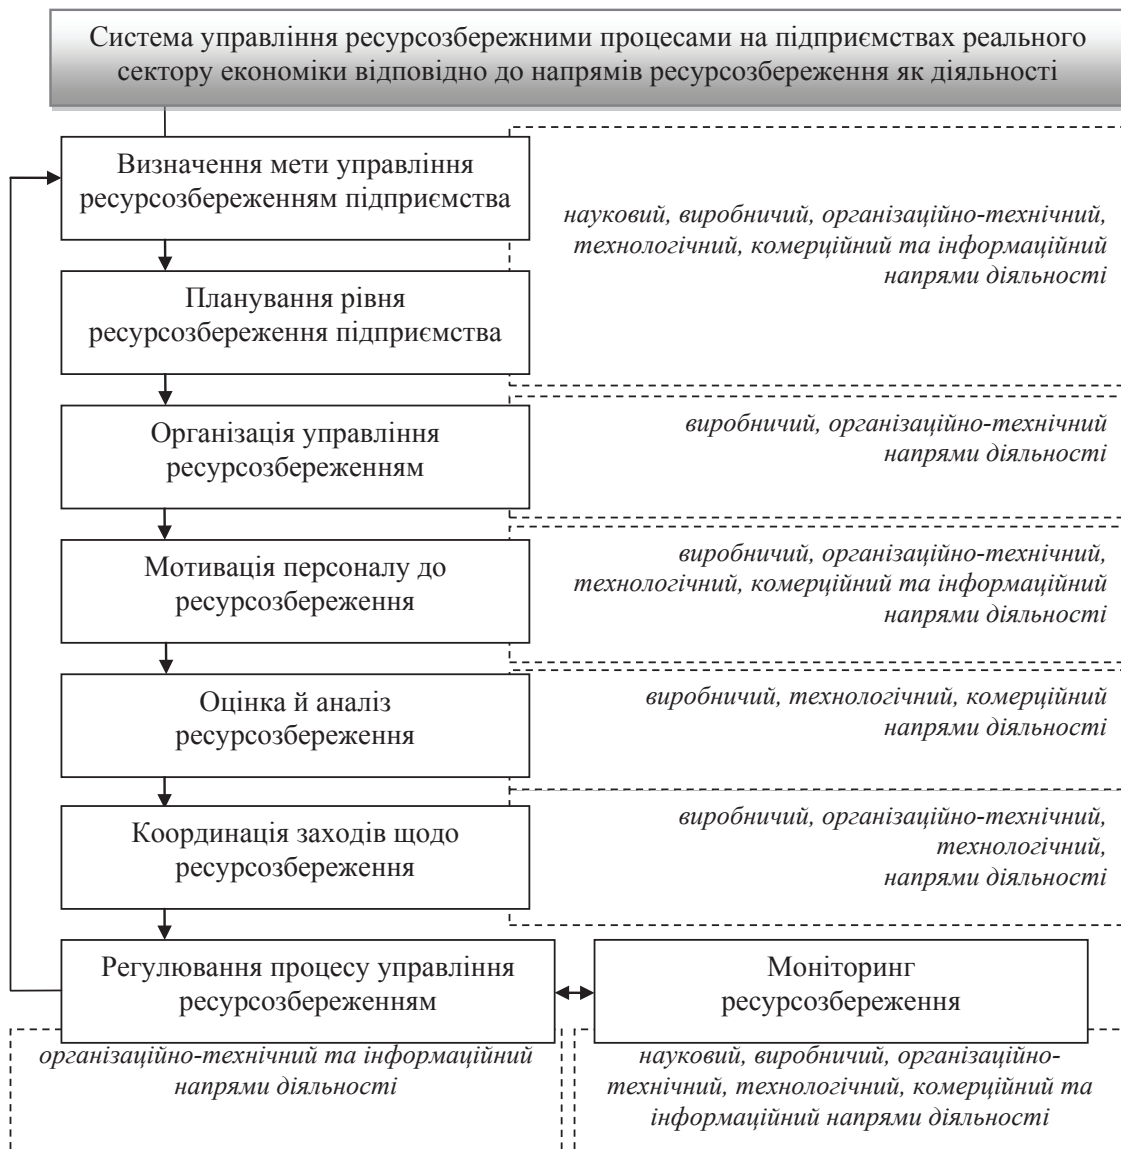 Система управління ресурсозбережними процесами на підприємствах реального
сектору економіки відповідно до напрямів ресурсозбереження як діяльності
Визначення мети управління
ресурсозбереженням підприємства
науковий, виробничий, організаційно-технічний,
технологічний, комерційний та інформаційний
напрями діяльності
Планування рівня
ресурсозбереження підприємства
Організація управління
ресурсозбереженням
виробничий, організаційно-технічний
напрями діяльності
Мотивація персоналу до
ресурсозбереження
виробничий, організаційно-технічний,
технологічний, комерційний та інформаційний
напрями діяльності
Оцінка й аналіз
ресурсозбереження
виробничий, технологічний, комерційний
напрями діяльності
Координація заходів щодо
ресурсозбереження
виробничий, організаційно-технічний,
технологічний,
напрями діяльності
Регулювання процесу управління
ресурсозбереженням
Моніторинг
ресурсозбереження
організаційно-технічний та інформаційний
напрями діяльності
науковий, виробничий, організаційно-
технічний, технологічний, комерційний та
інформаційний напрями діяльності